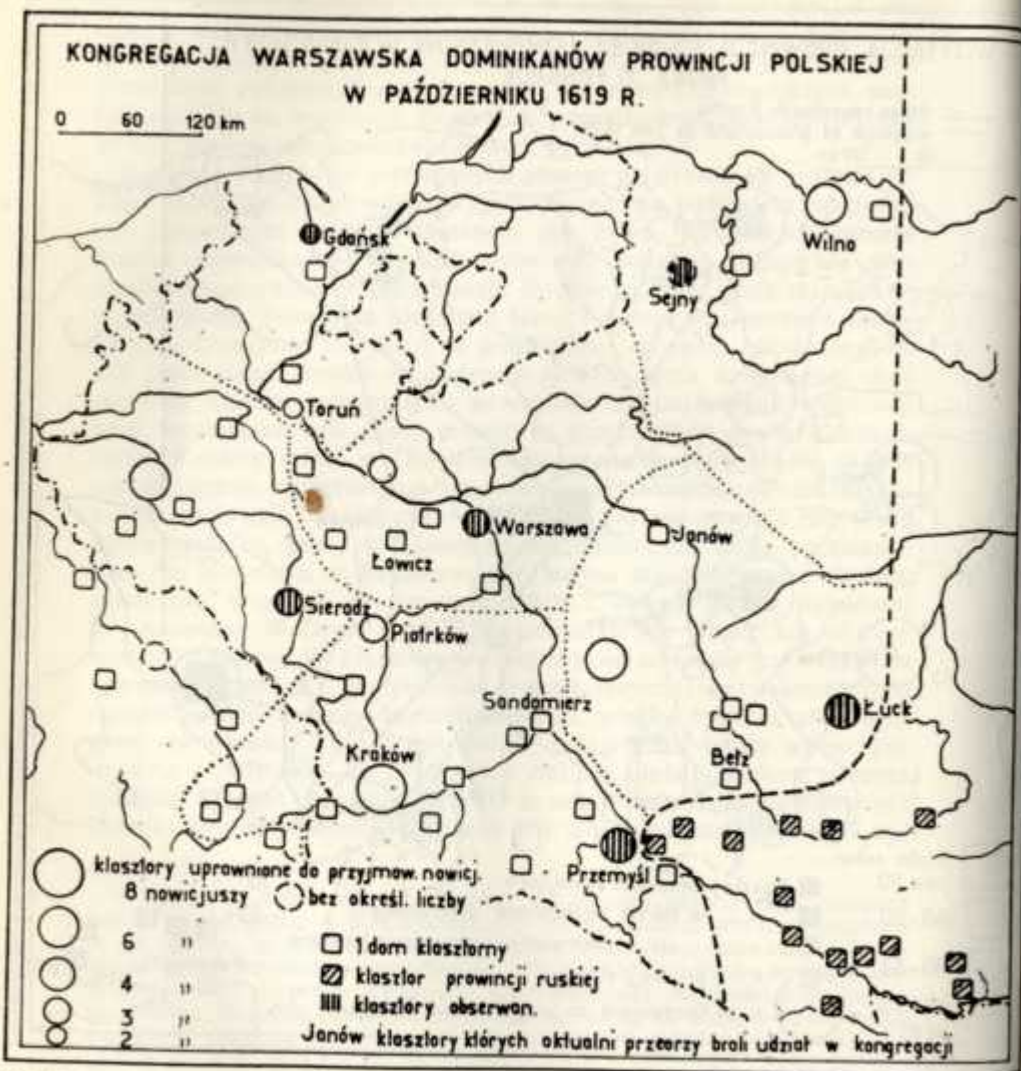 KONGREGACJA WARSZAWSKA DOMINIKANÓW PROWINCJI POLSKIEJ
W PAŹDZIERNIKU 1619 R.
0 60 120 km
Gdańsk
Wilno
Sejny
Toruń
Warszawa
Janów
Łowicz
Sieradz
Piotrków
Sandomierz
Łuck
Kraków
Bełz
Przemyśl
klasztory uprawnione do przyjmow. nowicj.
8 nowicjuszy bez określ. liczby
6 "
1 dom klasztorny
4 "
klasztor prowincji ruskiej
3 "
klasztory obserwan.
2 "
Janów klasztory których aktualni przeorzy brali udział w kongregacji